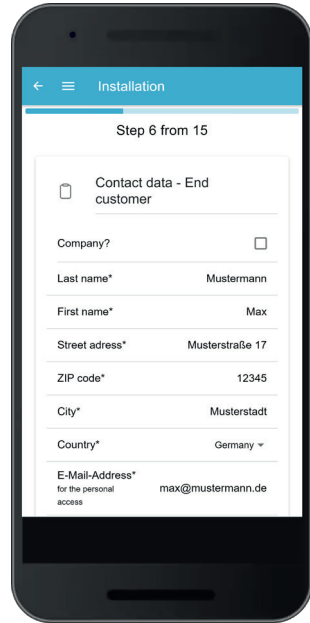 Installation
Step 6 from 15
Contact data - End
customer
Company?
Last name* Mustermann
First name* Max
Street adress* Musterstraße 17
ZIP code* 12345
City* Musterstadt
Country* Germany
E-Mail-Address*
for the personal
access
max@mustermann.de